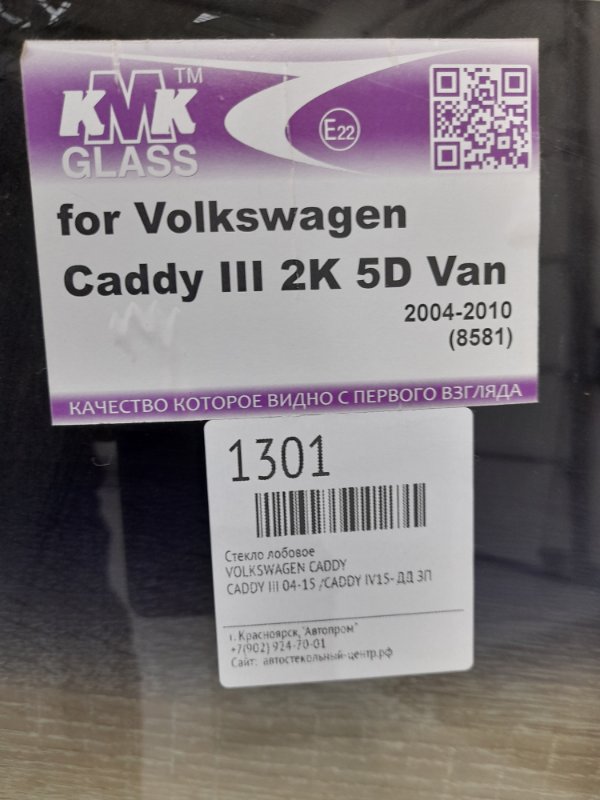 KMK TM
GLASS
E22
for Volkswagen
Caddy III 2K 5D Van
2004-2010
(8581)
КАЧЕСТВО КОТОРОЕ ВИДНО С ПЕРВОГО ВЗГЛЯДА
1301
Стекло лобовое
VOLKSWAGEN CADDY
CADDY III 04-15 /CADDY IV15- ДД ЗП
г. Красноярск, "Автопром"
+7(902) 924-70-01
Сайт: автостекольный-центр.рф